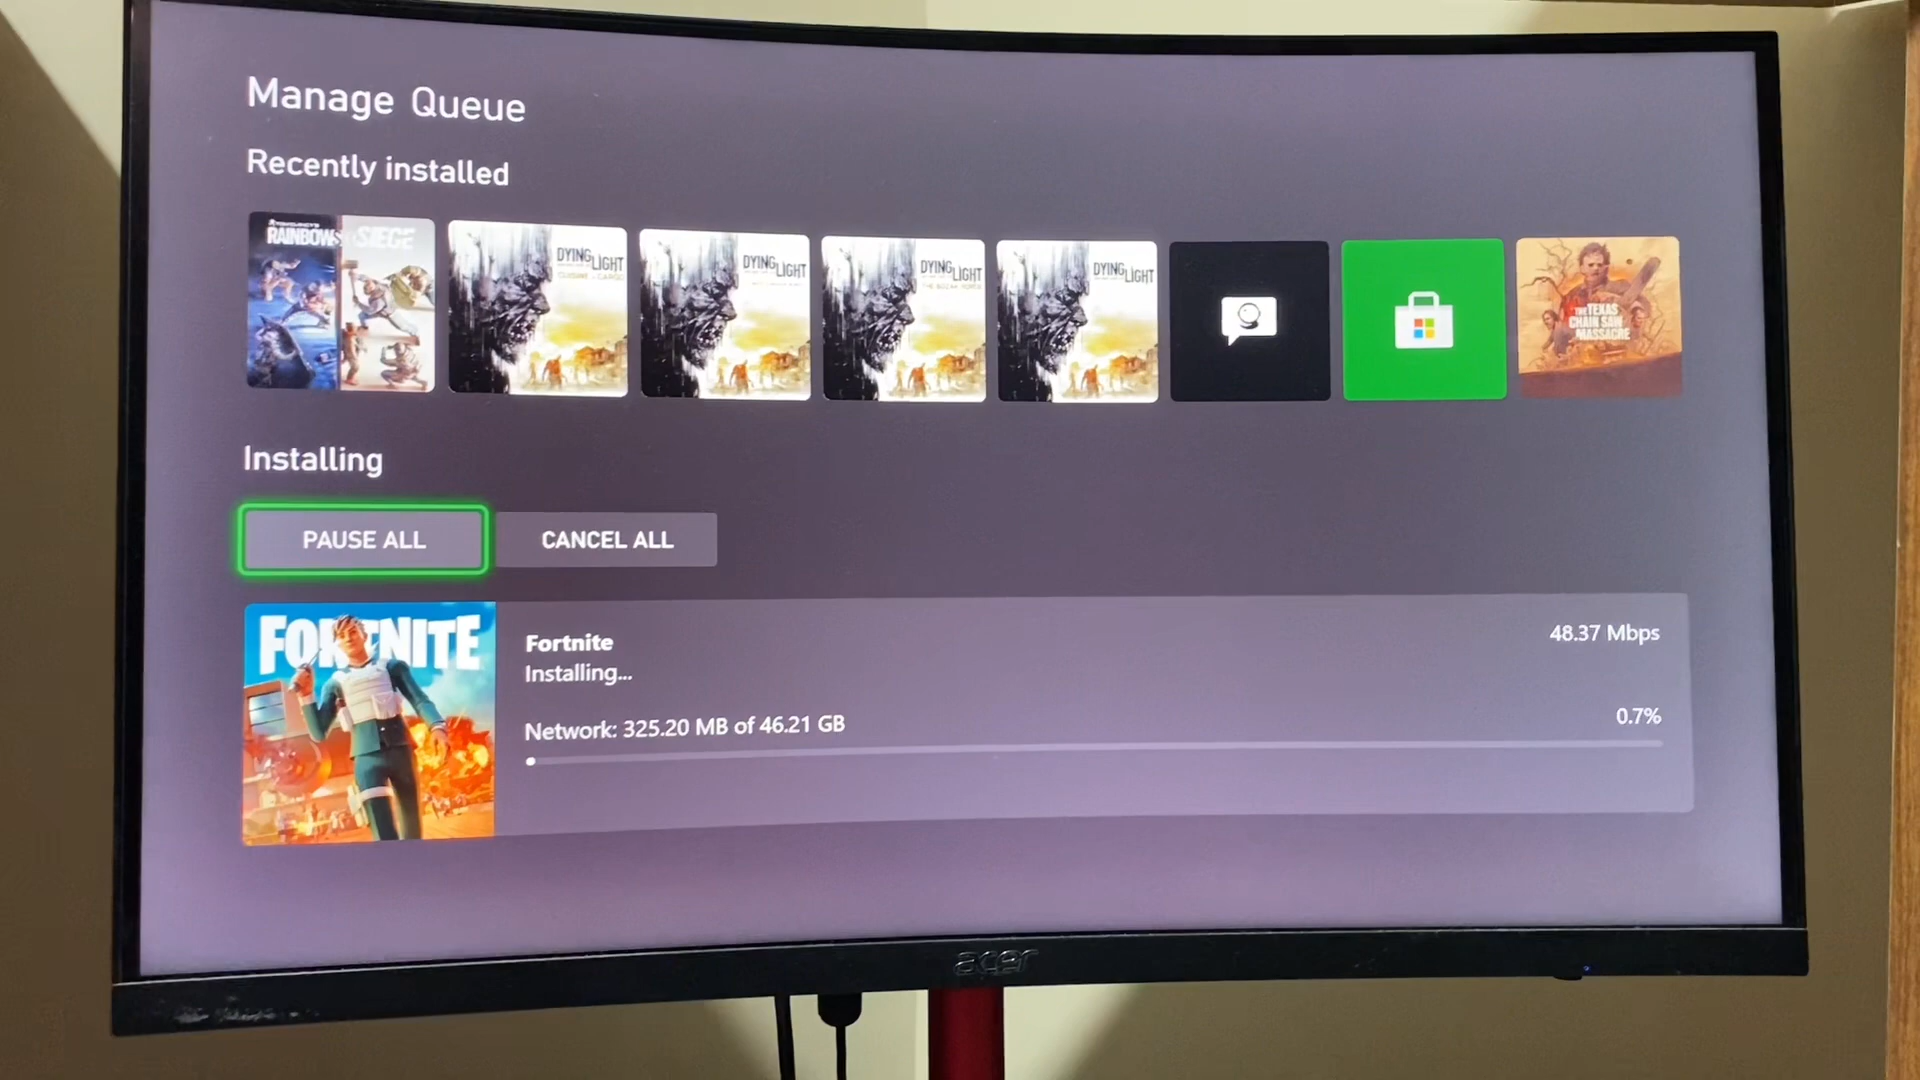 Manage Queue
Recently installed
RAINBOW SIEGE
DYING LIGHT
DYING LIGHT
DYING LIGHT
DYING LIGHT
THE TEXAS
CHAIN SAW
MASSACRE
Installing
PAUSE ALL
CANCEL ALL
FORTNITE
Fortnite
48.37 Mbps
Installing...
Network: 325.20 MB of 46.21 GB
0.7%
acer